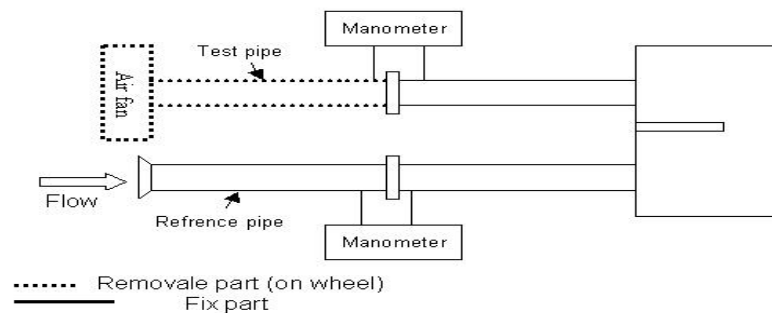 Manometer
Test pipe
Air fan
Flow
Refrence pipe
Manometer
Removale part (on wheel)
Fix part